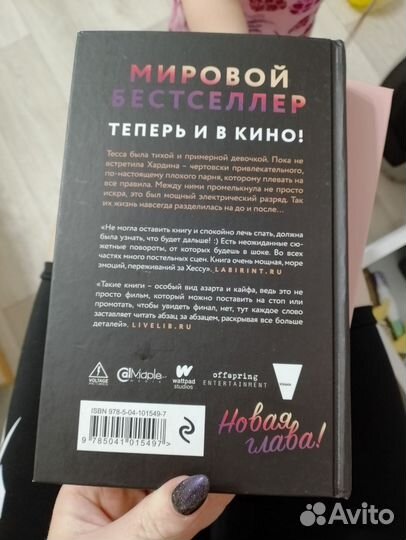 МИРОВОЙ
БЕСТСЕЛЛЕР
ТЕПЕРЬ И В КИНО!
Тесса была тихой и примерной девочкой. Пока не
встретила Хардина – чертовски привлекательного,
по-настоящему плохого парня, которому плевать на
все правила. Между ними промелькнула не просто
искра, это был мощный электрический разряд. Так
их жизнь навсегда разделилась на до и после...
«Не могла оставить книгу и спокойно лечь спать, должна
была узнать, что будет дальше! :) Есть неожиданные сю-
жетные повороты, от которых будешь в шоке. Во всех
частях много постельных сцен. Книга очень мощная, море
эмоций, переживаний за Хессу». LABIRINT.RU
«Такие книги – особый вид азарта и кайфа, ведь это не
просто фильм, который можно поставить на стоп или
промотать, чтобы увидеть финал, нет, тут каждое слово
заставляет читать абзац за абзацем, раскрывая все больше
деталей». LIVELIB.RU
VOLTAGE
PICTURES
calMaple
MEDIA
wattpad
studios
offspring
ENTERTAINMENT
ISBN 978-5-04-101549-7
9 785041 015497 >
Новая
глава!
Avito